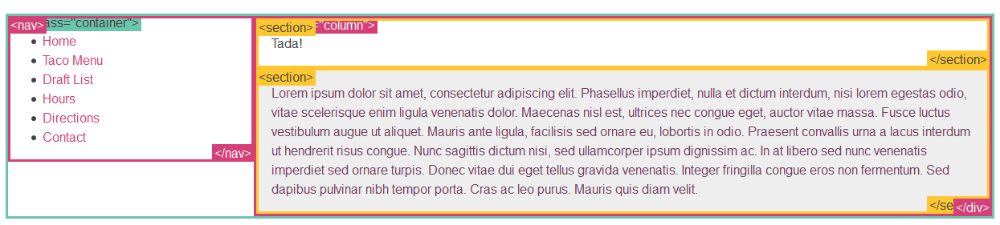 <nav>ass="container">
Home
Taco Menu
Draft List
Hours
Directions
Contact
</nav>
<section>="column">
Tada!
</section>
<section>
Lorem ipsum dolor sit amet, consectetur adipiscing elit. Phasellus imperdiet, nulla et dictum interdum, nisi lorem egestas odio,
vitae scelerisque enim ligula venenatis dolor. Maecenas nisl est, ultrices nec congue eget, auctor vitae massa. Fusce luctus
vestibulum augue ut aliquet. Mauris ante ligula, facilisis sed ornare eu, lobortis in odio. Praesent convallis urna a lacus interdum
ut hendrerit risus congue. Nunc sagittis dictum nisi, sed ullamcorper ipsum dignissim ac. In at libero sed nunc venenatis
imperdiet sed ornare turpis. Donec vitae dui eget tellus gravida venenatis. Integer fringilla congue eros non fermentum. Sed
dapibus pulvinar nibh tempor porta. Cras ac leo purus. Mauris quis diam velit.
</se</div>